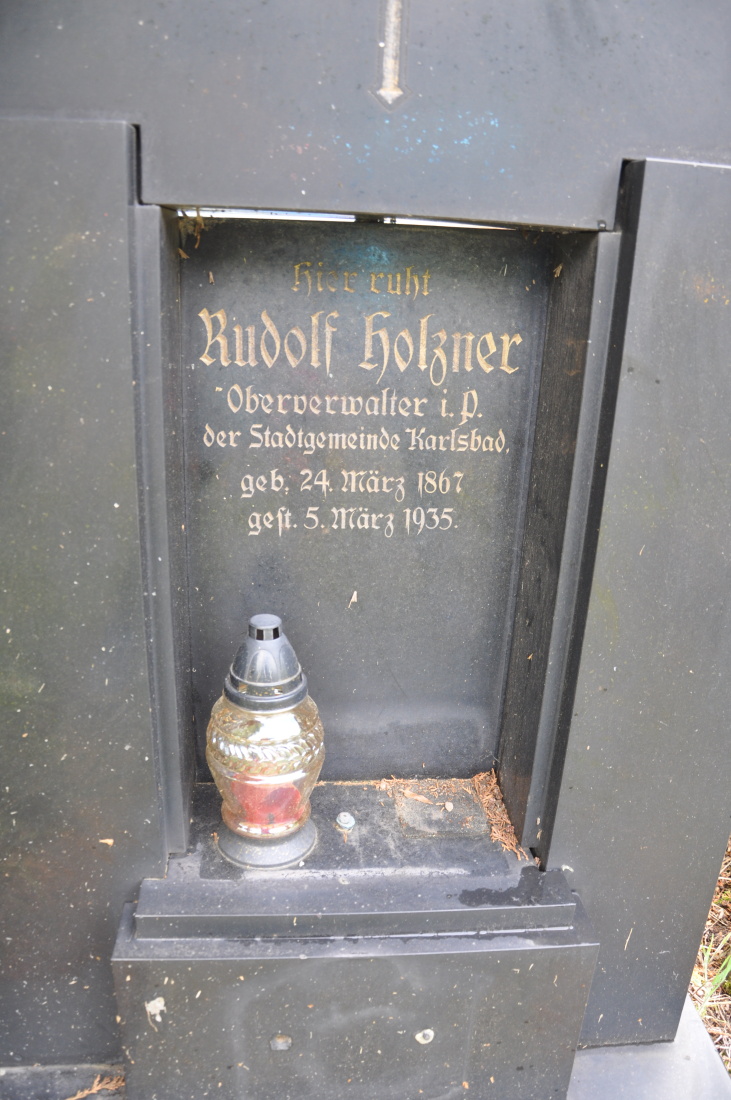 Hier ruht
Rudolf Holzner
Oberverwalter i. P.
der Stadtgemeinde Karlsbad,
geb. 24. März 1867
gest. 5. März 1935.